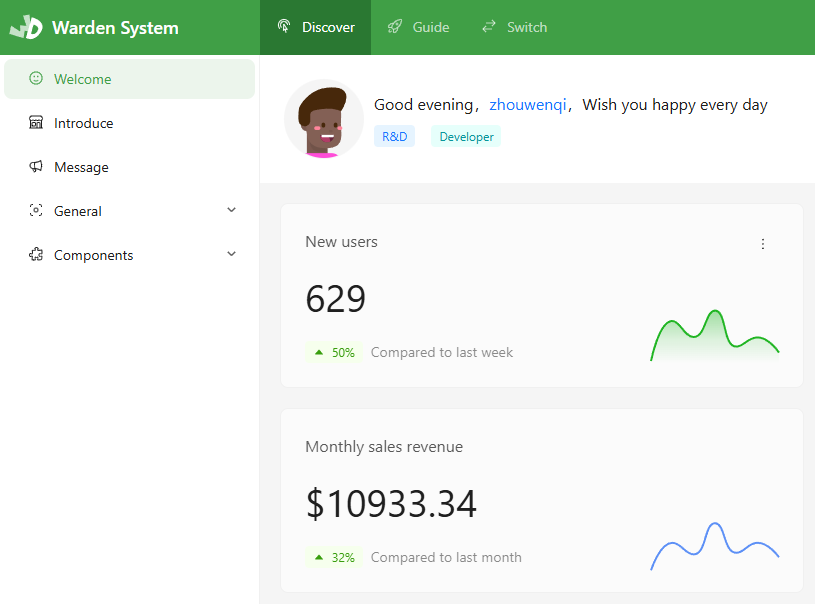 Warden System
Discover
Guide
Switch
Welcome
Introduce
Message
General
Components
Good evening，zhouwenqi，Wish you happy every day
R&D
Developer
New users
629
50% Compared to last week
Monthly sales revenue
$10933.34
32% Compared to last month